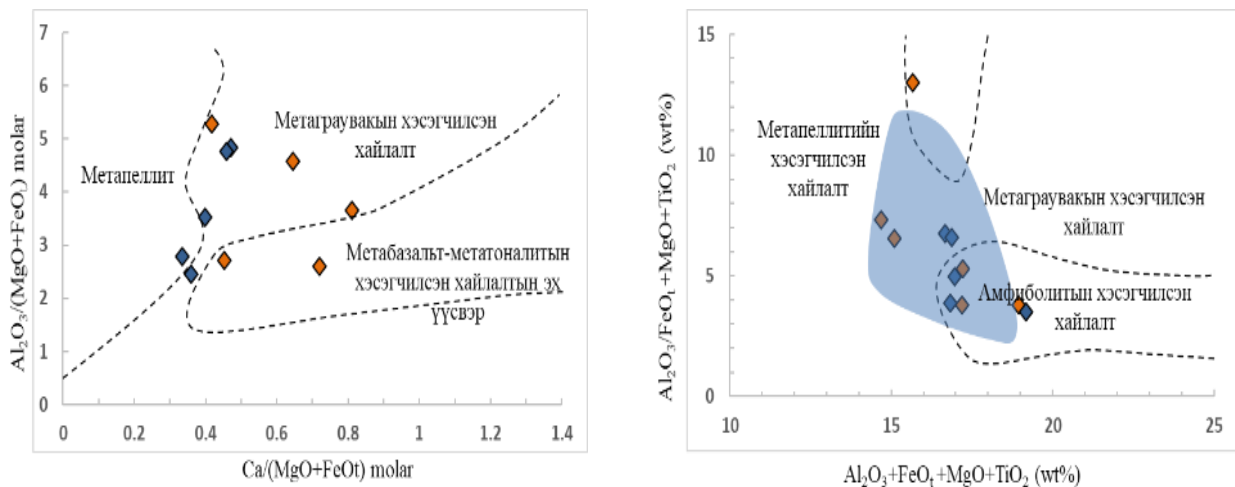 7
6
5
4
3
2
1
0
Al₂O₃/(MgO+FeOₜ) molar
Метапеллит
Метаграувакын хэсэгчилсэн
хайлалт
Метабазальт-метатоналитын
хэсэгчилсэн хайлалтын эх
үүсвэр
0 0.2 0.4 0.6 0.8 1 1.2 1.4
Ca/(MgO+FeOt) molar
15
10
5
0
Al₂O₃/FeOₜ+MgO+TiO₂ (wt%)
Метапеллитийн
хэсэгчилсэн
хайлалт
Метаграувакын хэсэгчилсэн
хайлалт
Амфиболитын хэсэгчилсэн
хайлалт
10 15 20 25
Al₂O₃+FeOₜ+MgO+TiO₂ (wt%)